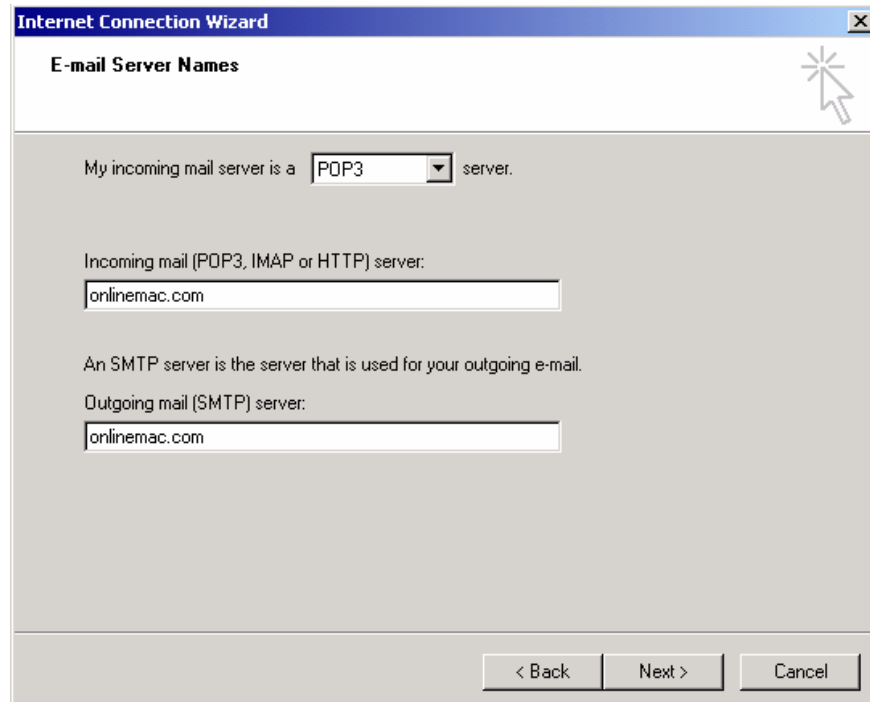 Internet Connection Wizard
E-mail Server Names
My incoming mail server is a POP3 server.
Incoming mail (POP3, IMAP or HTTP) server:
onlinemac.com
An SMTP server is the server that is used for your outgoing e-mail.
Outgoing mail (SMTP) server:
onlinemac.com
< Back Next > Cancel